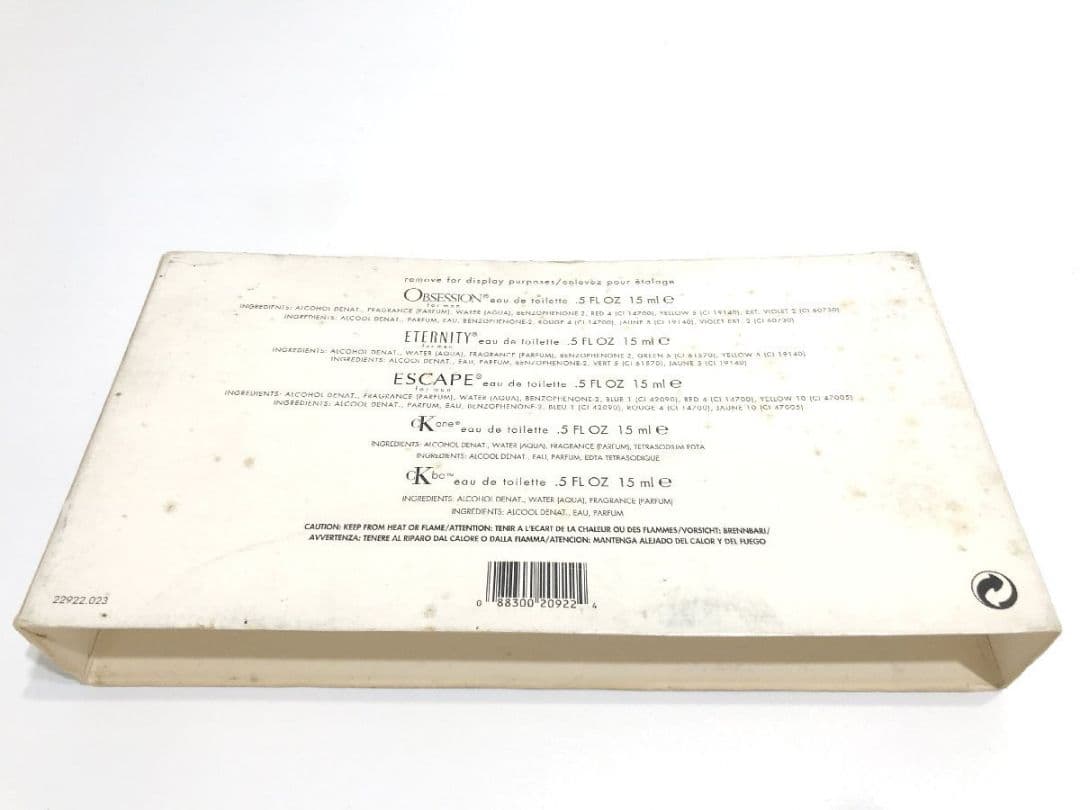 remove for display purposes/enlevez pour étalage
OBSESSION® eau de toilette .5 FL OZ 15 ml ℮
for men
INGREDIENTS: ALCOHOL DENAT., FRAGRANCE (PARFUM), WATER (AQUA), BENZOPHENONE-2, RED 4 (CI 14700), YELLOW 5 (CI 19140), EXT. VIOLET 2 (CI 60730)
INGREDIENTS: ALCOOL DENAT., PARFUM, EAU, BENZOPHENONE-2, ROUGE 4 (CI 14700), JAUNE 5 (CI 19140), VIOLET EXT. 2 (CI 60730)
ETERNITY® eau de toilette .5 FL OZ 15 ml ℮
for men
INGREDIENTS: ALCOHOL DENAT., WATER (AQUA), FRAGRANCE (PARFUM), BENZOPHENONE-2, GREEN 5 (CI 61570), YELLOW 5 (CI 19140)
INGREDIENTS: ALCOOL DENAT., EAU, PARFUM, BENZOPHENONE-2, VERT 5 (CI 61570), JAUNE 5 (CI 19140)
ESCAPE® eau de toilette .5 FL OZ 15 ml ℮
for men
INGREDIENTS: ALCOHOL DENAT., FRAGRANCE (PARFUM), WATER (AQUA), BENZOPHENONE-2, BLUE 1 (CI 42090), RED 4 (CI 14700), YELLOW 10 (CI 47005)
INGREDIENTS: ALCOOL DENAT., PARFUM, EAU, BENZOPHENONE-2, BLEU 1 (CI 42090), ROUGE 4 (CI 14700), JAUNE 10 (CI 47005)
cK one® eau de toilette .5 FL OZ 15 ml ℮
INGREDIENTS: ALCOHOL DENAT., WATER (AQUA), FRAGRANCE (PARFUM), TETRASODIUM EDTA
INGREDIENTS: ALCOOL DENAT., EAU, PARFUM, EDTA TETRASODIQUE
cK be™ eau de toilette .5 FL OZ 15 ml ℮
INGREDIENTS: ALCOHOL DENAT., WATER (AQUA), FRAGRANCE (PARFUM)
INGREDIENTS: ALCOOL DENAT., EAU, PARFUM
CAUTION: KEEP FROM HEAT OR FLAME/ATTENTION: TENIR A L'ECART DE LA CHALEUR OU DES FLAMMES/VORSICHT: BRENNBAR/
AVVERTENZA: TENERE AL RIPARO DAL CALORE O DALLA FIAMMA/ATENCION: MANTENGA ALEJADO DEL CALOR Y DEL FUEGO
0 88300 20922 4
22922.023